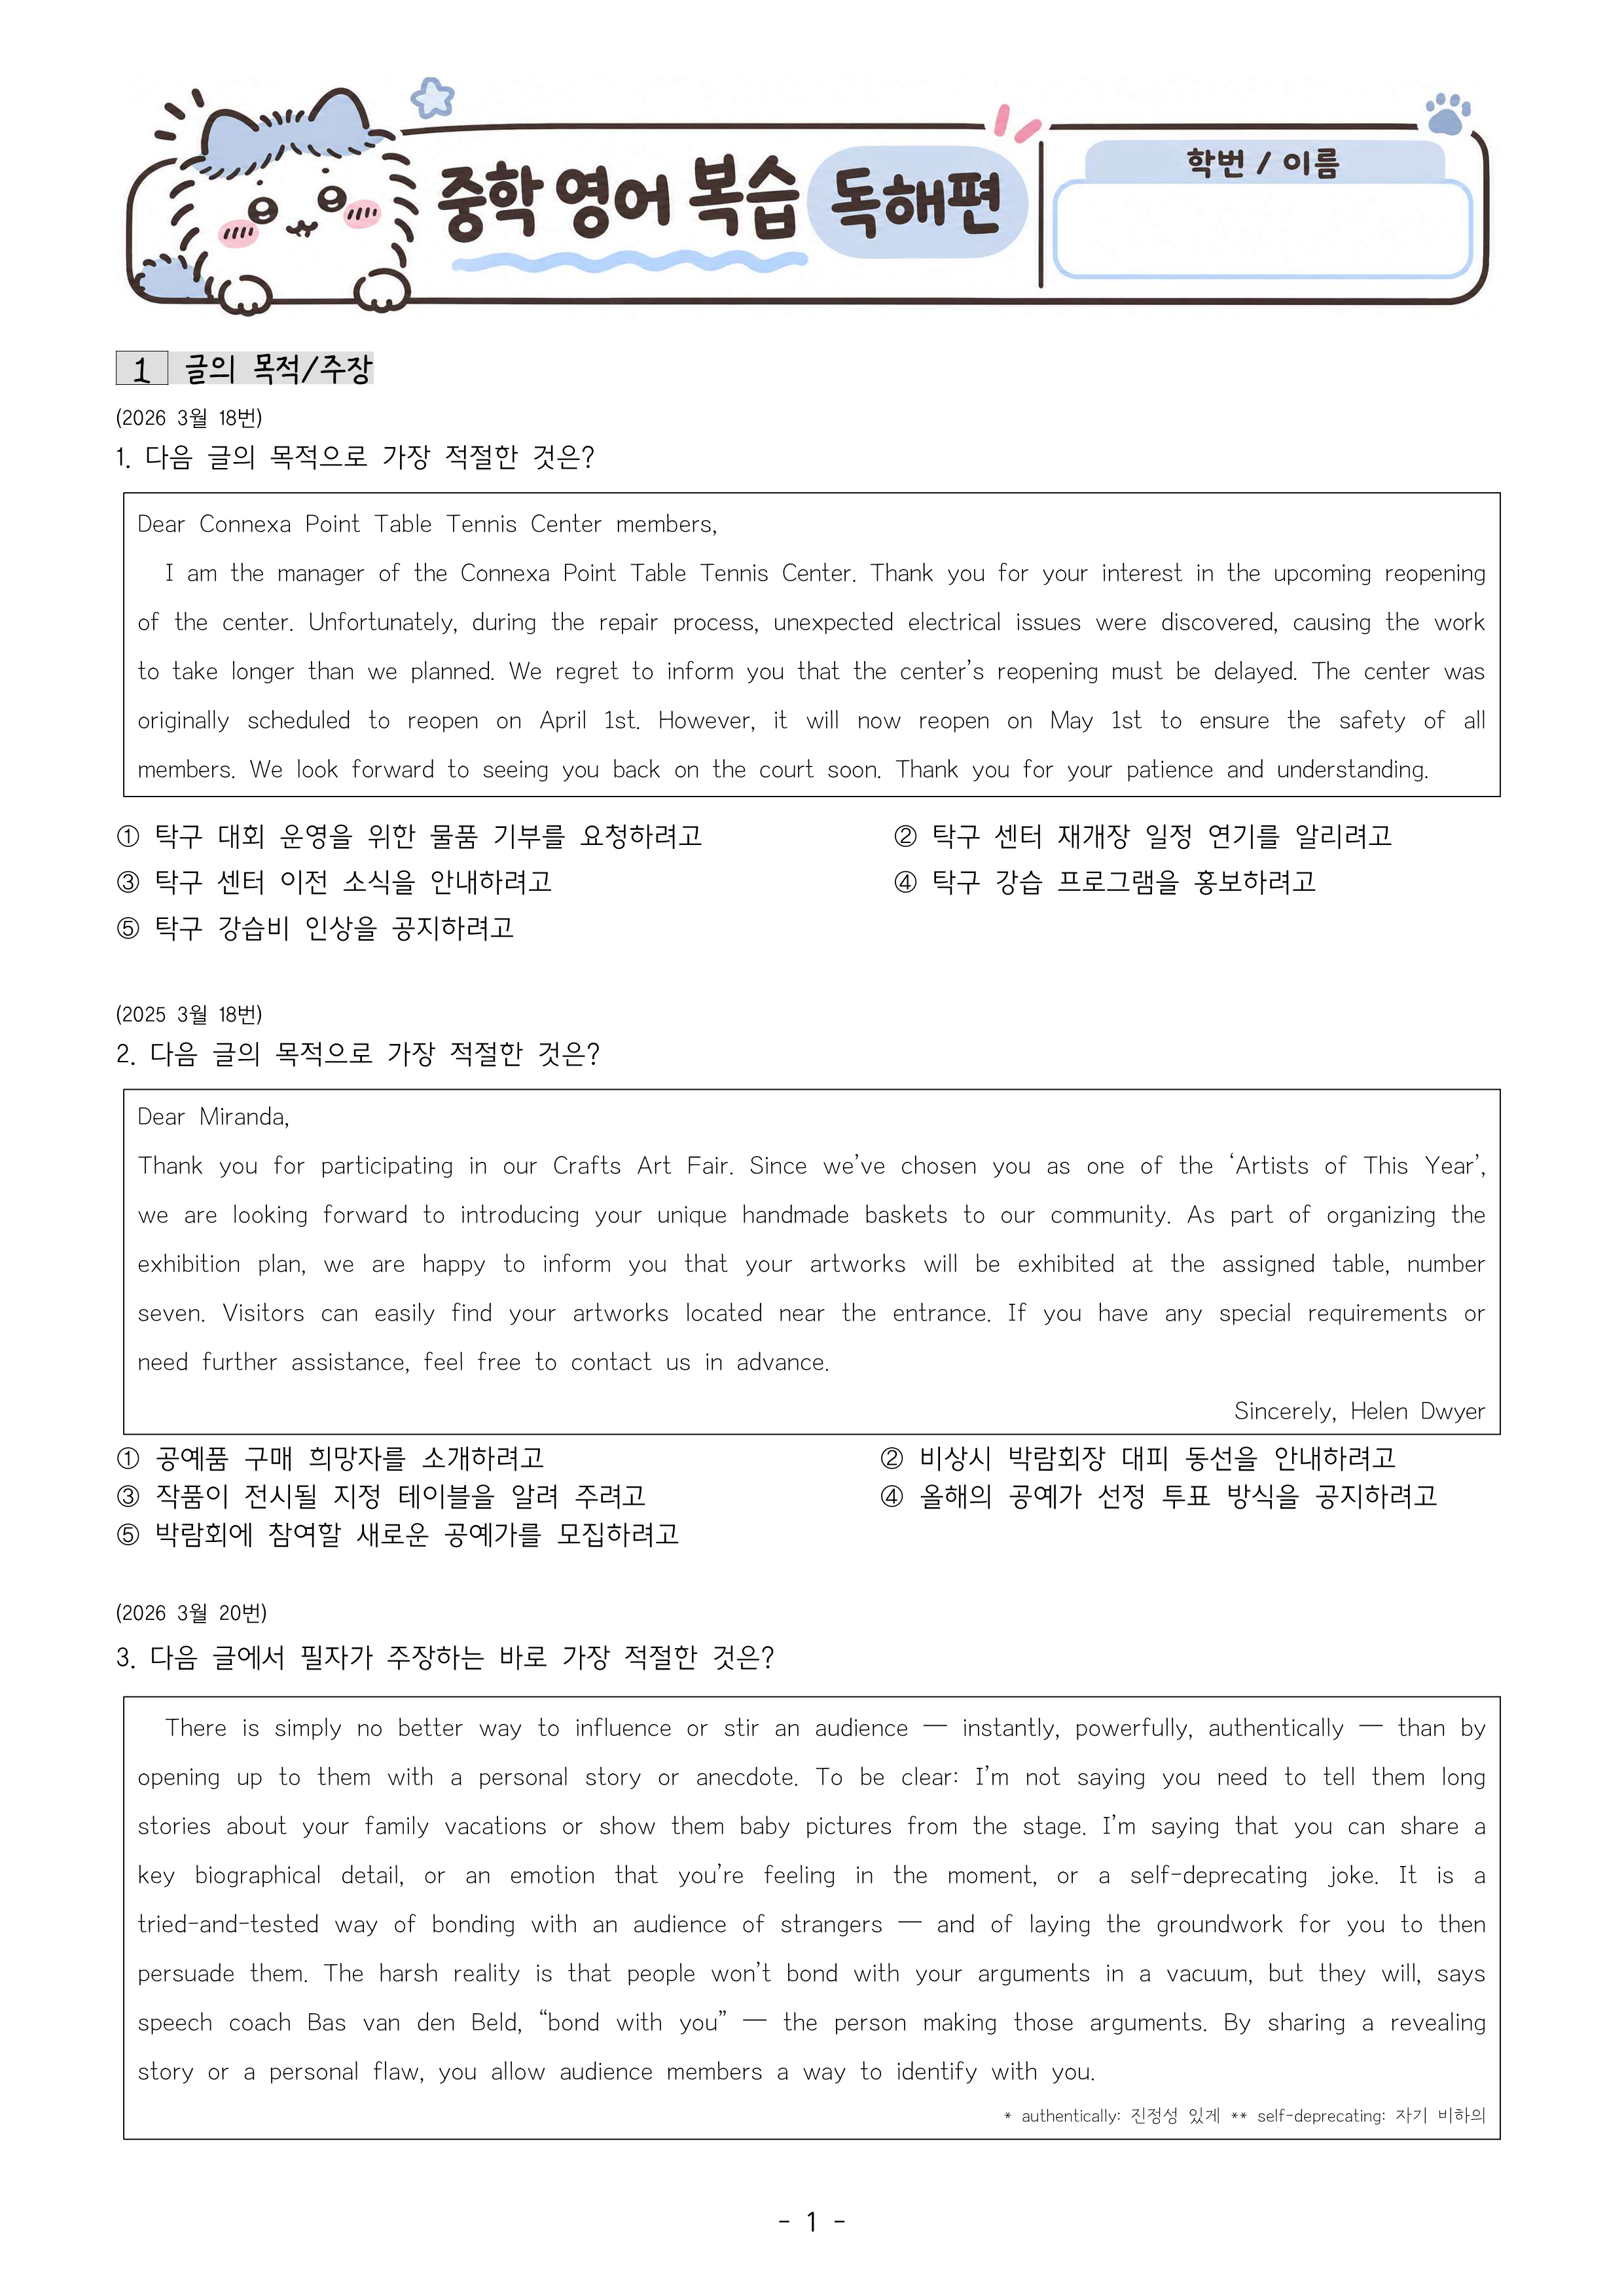 중학 영어 복습 독해편
학번 / 이름
1 글의 목적/주장
(2026 3월 18번)
1. 다음 글의 목적으로 가장 적절한 것은?
Dear Connexa Point Table Tennis Center members,
I am the manager of the Connexa Point Table Tennis Center. Thank you for your interest in the upcoming reopening
of the center. Unfortunately, during the repair process, unexpected electrical issues were discovered, causing the work
to take longer than we planned. We regret to inform you that the center’s reopening must be delayed. The center was
originally scheduled to reopen on April 1st. However, it will now reopen on May 1st to ensure the safety of all
members. We look forward to seeing you back on the court soon. Thank you for your patience and understanding.
① 탁구 대회 운영을 위한 물품 기부를 요청하려고 ② 탁구 센터 재개장 일정 연기를 알리려고
③ 탁구 센터 이전 소식을 안내하려고 ④ 탁구 강습 프로그램을 홍보하려고
⑤ 탁구 강습비 인상을 공지하려고
(2025 3월 18번)
2. 다음 글의 목적으로 가장 적절한 것은?
Dear Miranda,
Thank you for participating in our Crafts Art Fair. Since we’ve chosen you as one of the ‘Artists of This Year’,
we are looking forward to introducing your unique handmade baskets to our community. As part of organizing the
exhibition plan, we are happy to inform you that your artworks will be exhibited at the assigned table, number
seven. Visitors can easily find your artworks located near the entrance. If you have any special requirements or
need further assistance, feel free to contact us in advance.
Sincerely, Helen Dwyer
① 공예품 구매 희망자를 소개하려고 ② 비상시 박람회장 대피 동선을 안내하려고
③ 작품이 전시될 지정 테이블을 알려 주려고 ④ 올해의 공예가 선정 투표 방식을 공지하려고
⑤ 박람회에 참여할 새로운 공예가를 모집하려고
(2026 3월 20번)
3. 다음 글에서 필자가 주장하는 바로 가장 적절한 것은?
There is simply no better way to influence or stir an audience — instantly, powerfully, authentically — than by
opening up to them with a personal story or anecdote. To be clear: I’m not saying you need to tell them long
stories about your family vacations or show them baby pictures from the stage. I’m saying that you can share a
key biographical detail, or an emotion that you’re feeling in the moment, or a self-deprecating joke. It is a
tried-and-tested way of bonding with an audience of strangers — and of laying the groundwork for you to then
persuade them. The harsh reality is that people won’t bond with your arguments in a vacuum, but they will, says
speech coach Bas van den Beld, “bond with you” — the person making those arguments. By sharing a revealing
story or a personal flaw, you allow audience members a way to identify with you.
* authentically: 진정성 있게 ** self-deprecating: 자기 비하의
- 1 -